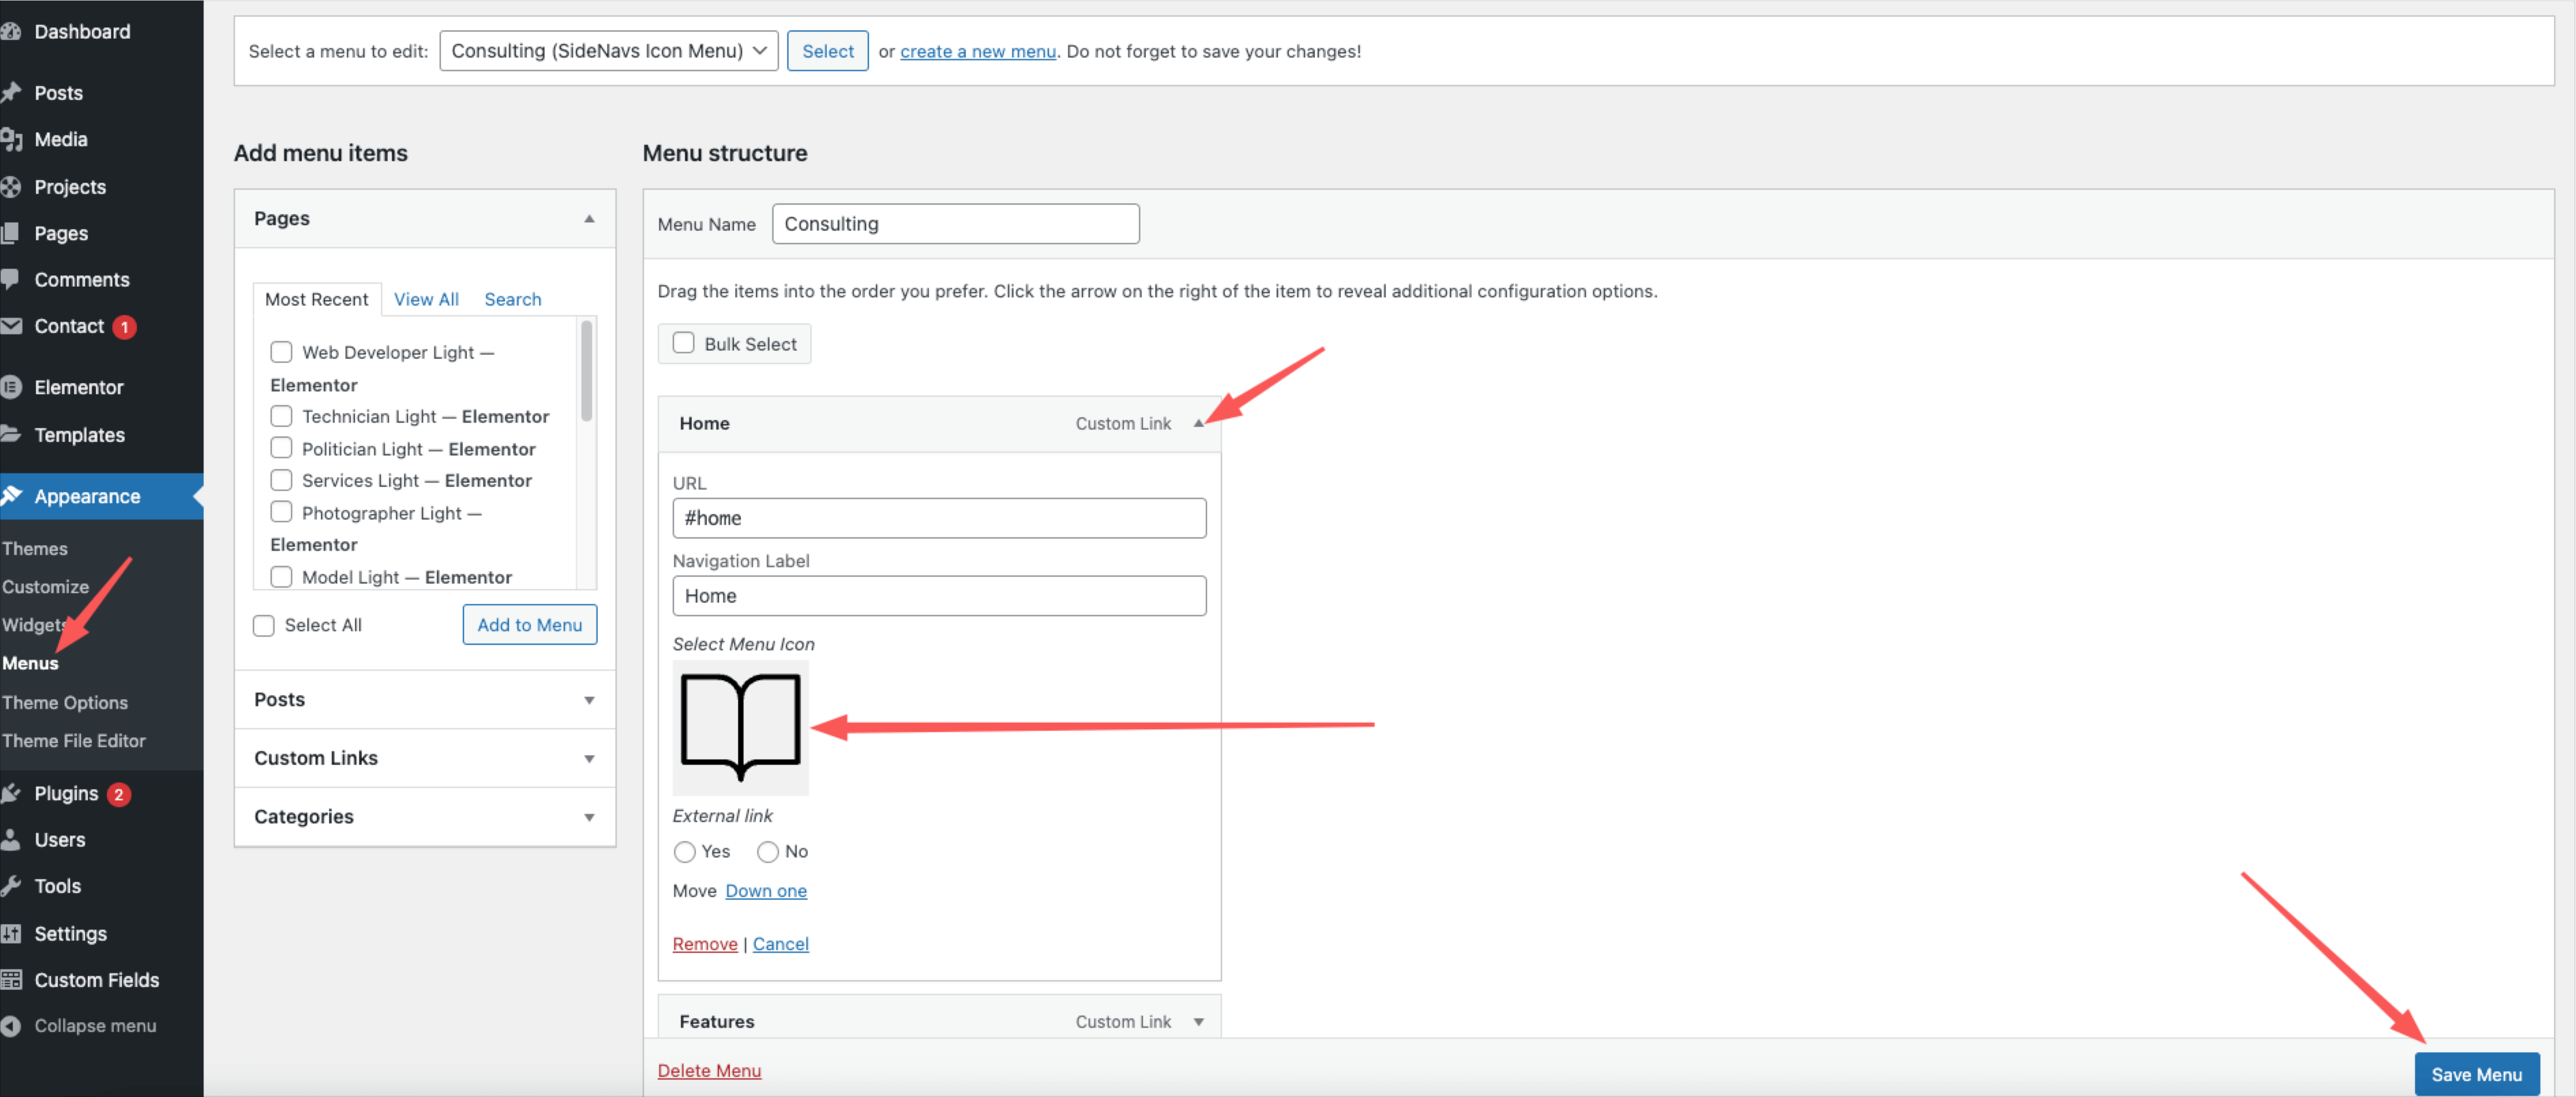 Dashboard
Posts
Media
Projects
Pages
Comments
Contact 1
Elementor
Templates
Appearance
Themes
Customize
Widgets
Menus
Theme Options
Theme File Editor
Plugins 2
Users
Tools
Settings
Custom Fields
Collapse menu
Select a menu to edit: Consulting (SideNavs Icon Menu) Select or create a new menu. Do not forget to save your changes!
Add menu items
Pages
Most Recent View All Search
Web Developer Light —
Elementor
Technician Light — Elementor
Politician Light — Elementor
Services Light — Elementor
Photographer Light —
Elementor
Model Light — Elementor
Select All Add to Menu
Posts
Custom Links
Categories
Menu structure
Menu Name Consulting
Drag the items into the order you prefer. Click the arrow on the right of the item to reveal additional configuration options.
Bulk Select
Home Custom Link
URL
#home
Navigation Label
Home
Select Menu Icon
External link
Yes No
Move Down one
Remove | Cancel
Features Custom Link
Delete Menu Save Menu